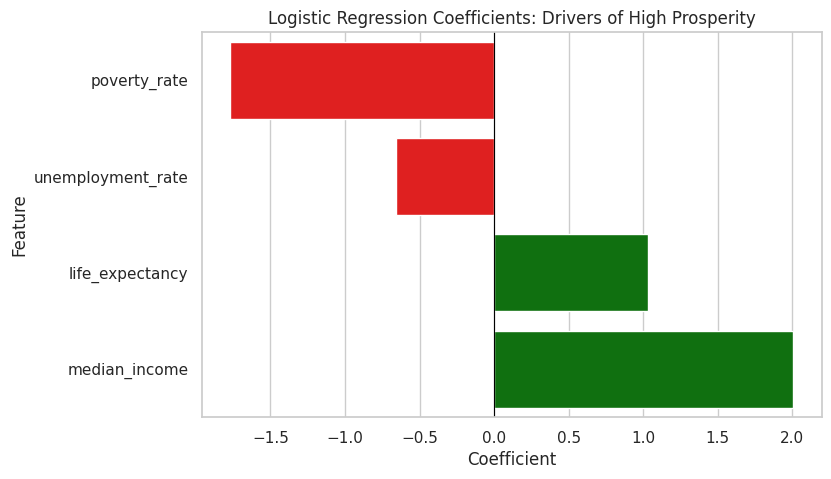 Logistic Regression Coefficients: Drivers of High Prosperity
poverty_rate
unemployment_rate
life_expectancy
median_income
Feature
−1.5 −1.0 −0.5 0.0 0.5 1.0 1.5 2.0
Coefficient